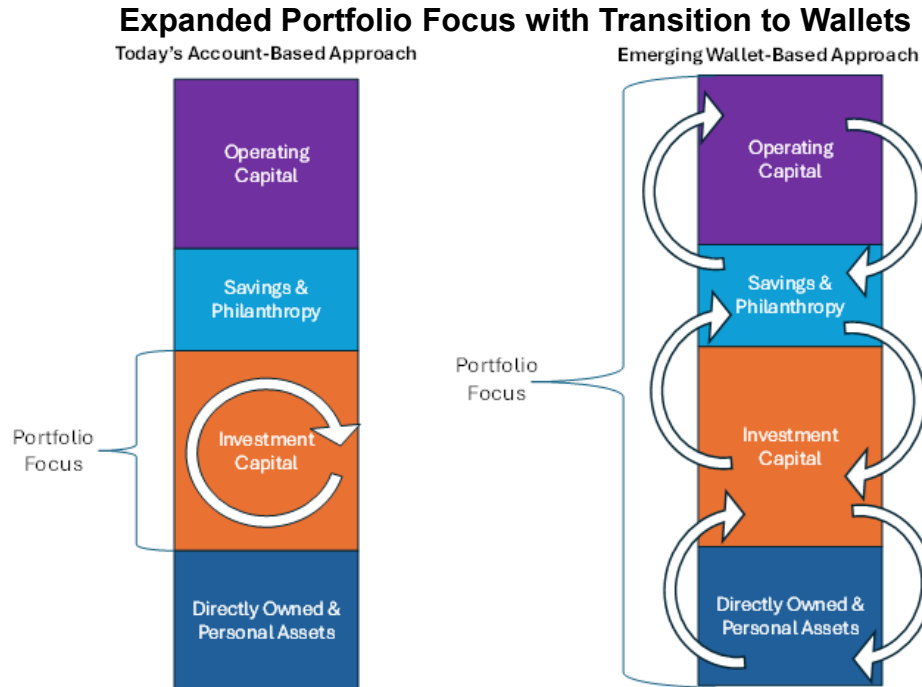 Expanded Portfolio Focus with Transition to Wallets
Today's Account-Based Approach
Operating
Capital
Savings &
Philanthropy
Portfolio
Focus
Investment
Capital
Directly Owned &
Personal Assets
Emerging Wallet-Based Approach
Operating
Capital
Savings &
Philanthropy
Portfolio
Focus
Investment
Capital
Directly Owned &
Personal Assets